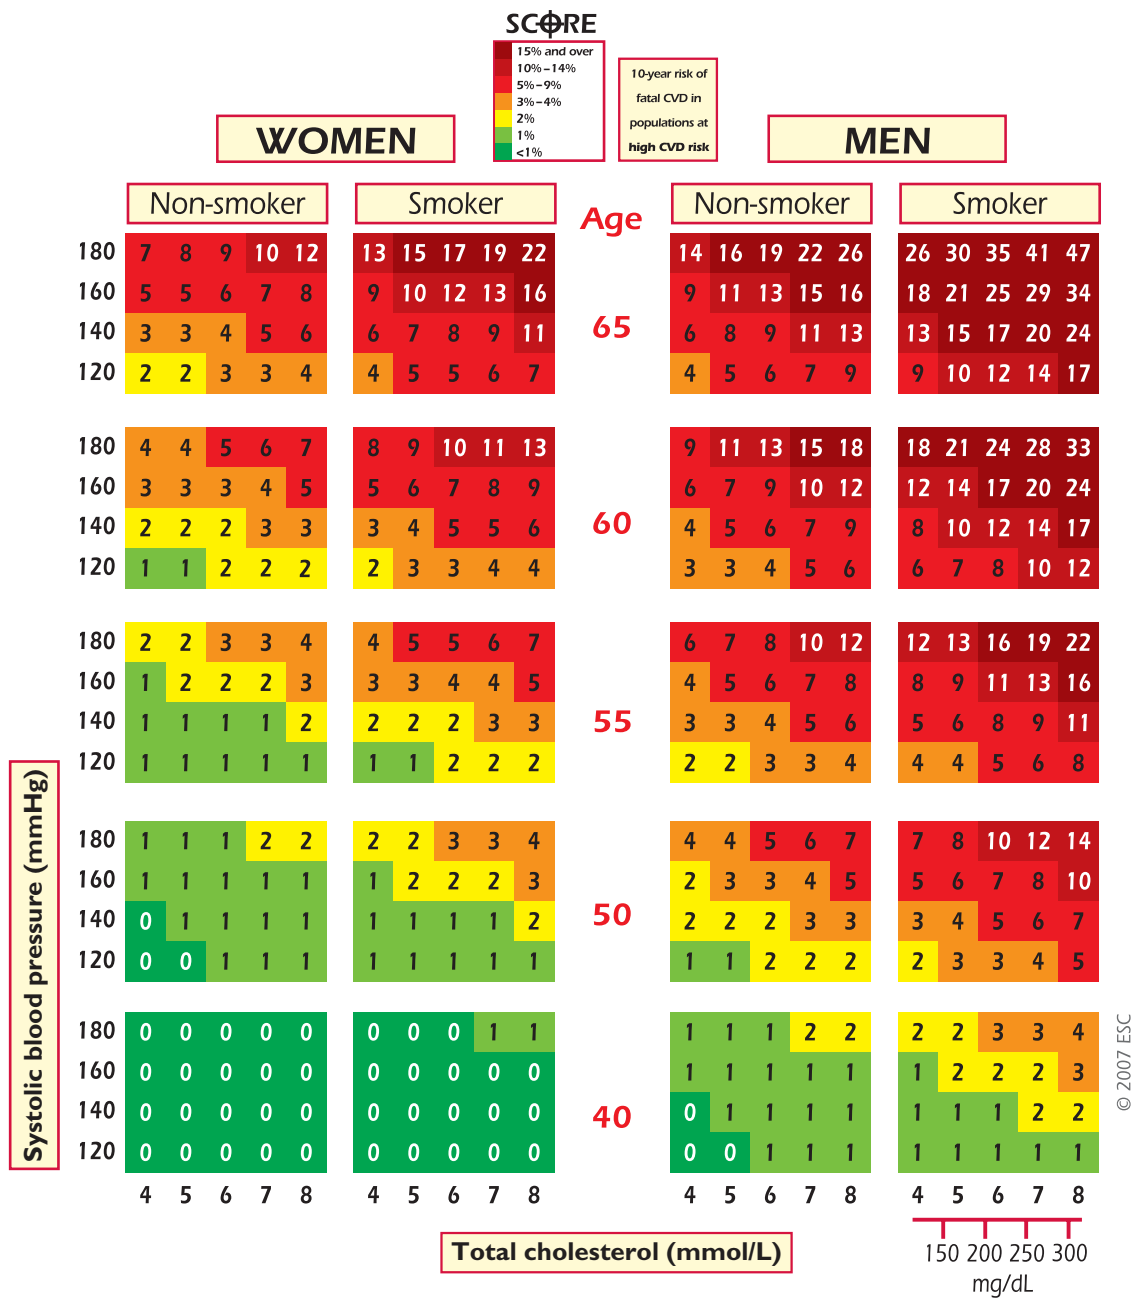 SCORE
15% and over
10%–14%
5%–9%
3%–4%
2%
1%
<1%
10-year risk of
fatal CVD in
populations at
high CVD risk
WOMEN
MEN
Non-smoker
Smoker
Age
Non-smoker
Smoker
180 7 8 9 10 12 13 15 17 19 22 14 16 19 22 26 26 30 35 41 47
160 5 5 6 7 8 9 10 12 13 16 9 11 13 15 16 18 21 25 29 34
65
140 3 3 4 5 6 6 7 8 9 11 6 8 9 11 13 13 15 17 20 24
120 2 2 3 3 4 4 5 5 6 7 4 5 6 7 9 9 10 12 14 17
180 4 4 5 6 7 8 9 10 11 13 9 11 13 15 18 18 21 24 28 33
160 3 3 3 4 5 5 6 7 8 9 6 7 9 10 12 12 14 17 20 24
60
140 2 2 2 3 3 3 4 5 5 6 4 5 6 7 9 8 10 12 14 17
120 1 1 2 2 2 2 3 3 4 4 3 3 4 5 6 6 7 8 10 12
180 2 2 3 3 4 4 5 5 6 7 6 7 8 10 12 12 13 16 19 22
160 1 2 2 2 3 3 3 4 4 5 4 5 6 7 8 8 9 11 13 16
55
140 1 1 1 1 2 2 2 2 3 3 3 3 4 5 6 5 6 8 9 11
120 1 1 1 1 1 1 1 2 2 2 2 2 3 3 4 4 4 5 6 8
180 1 1 1 2 2 2 2 3 3 4 4 4 5 6 7 7 8 10 12 14
160 1 1 1 1 1 1 2 2 2 3 2 3 3 4 5 5 6 7 8 10
50
140 0 1 1 1 1 1 1 1 1 2 2 2 2 3 3 3 4 5 6 7
120 0 0 1 1 1 1 1 1 1 1 1 1 2 2 2 2 3 3 4 5
180 0 0 0 0 0 0 0 0 1 1 1 1 1 2 2 2 2 3 3 4
160 0 0 0 0 0 0 0 0 0 0 1 1 1 1 1 1 2 2 2 3
40
140 0 0 0 0 0 0 0 0 0 0 0 1 1 1 1 1 1 1 2 2
120 0 0 0 0 0 0 0 0 0 0 0 0 1 1 1 1 1 1 1 1
4 5 6 7 8 4 5 6 7 8 4 5 6 7 8 4 5 6 7 8
Systolic blood pressure (mmHg)
Total cholesterol (mmol/L)
150 200 250 300
mg/dL
© 2007 ESC